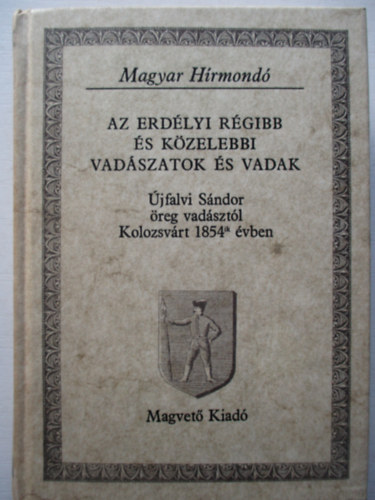 Magyar Hírmondó
AZ ERDÉLYI RÉGIBB
ÉS KÖZELEBBI
VADÁSZATOK ÉS VADAK
Újfalvi Sándor
öreg vadásztól
Kolozsvárt 1854ª évben
Magvető Kiadó